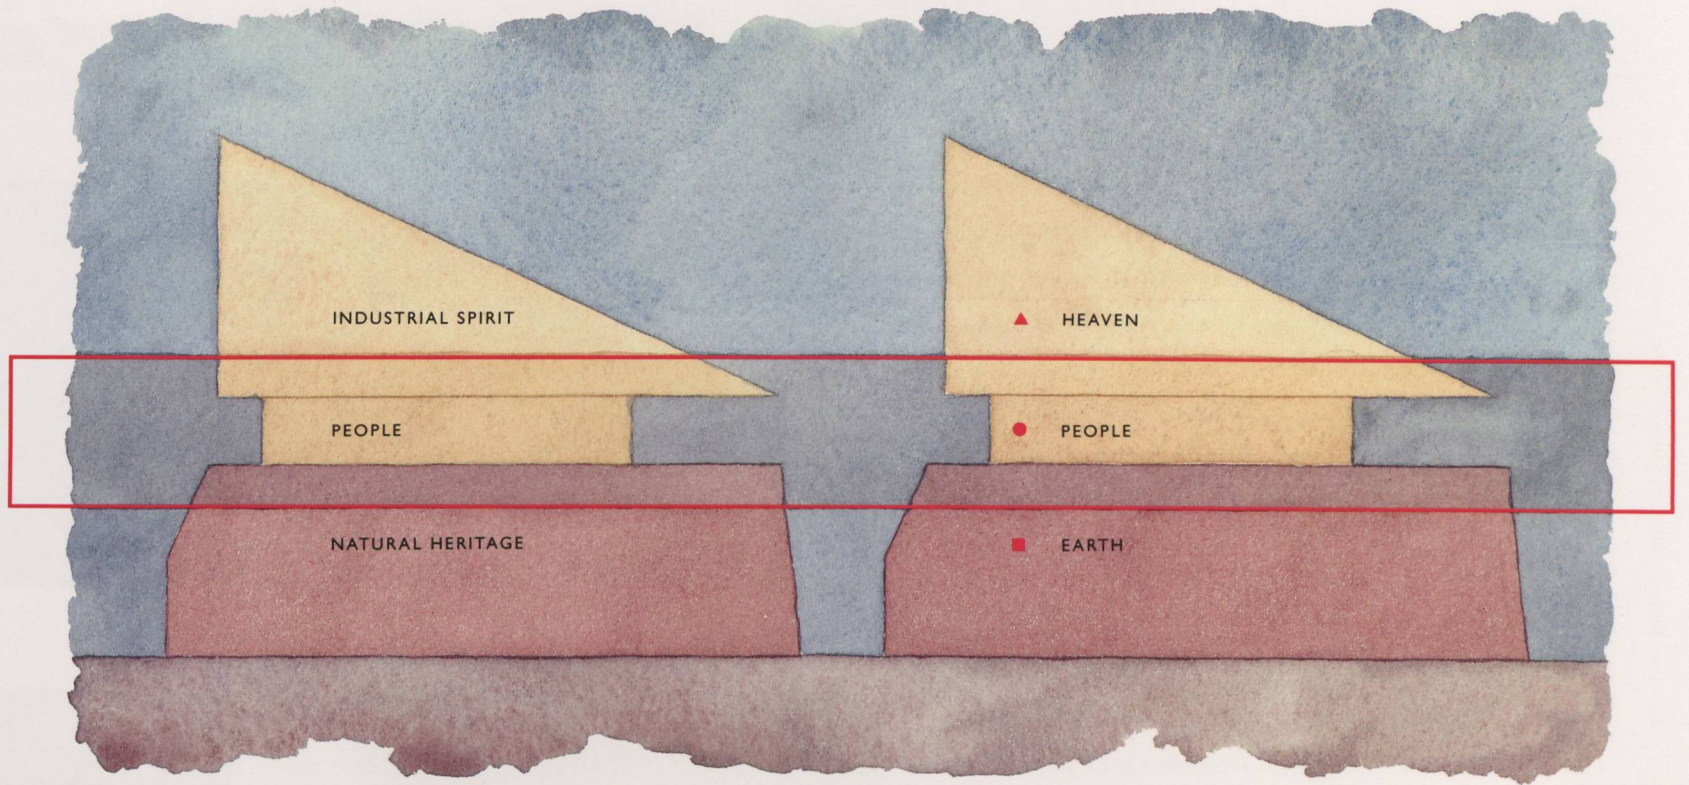 INDUSTRIAL SPIRIT
PEOPLE
NATURAL HERITAGE
HEAVEN
PEOPLE
EARTH